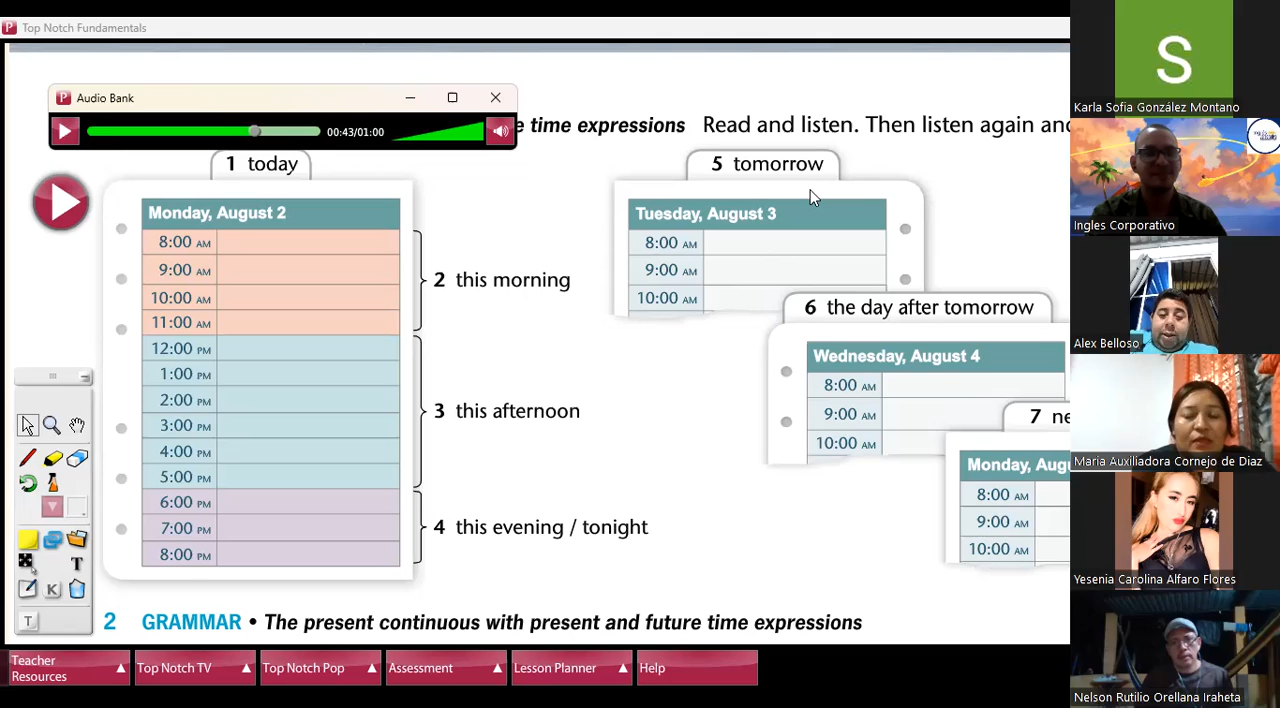 Top Notch Fundamentals
Audio Bank
00:43/01:00
e time expressions Read and listen. Then listen again and
1 today
Monday, August 2
8:00 AM
9:00 AM
10:00 AM
11:00 AM
12:00 PM
1:00 PM
2:00 PM
3:00 PM
4:00 PM
5:00 PM
6:00 PM
7:00 PM
8:00 PM
2 this morning
3 this afternoon
4 this evening / tonight
5 tomorrow
Tuesday, August 3
8:00 AM
9:00 AM
10:00 AM
6 the day after tomorrow
Wednesday, August 4
8:00 AM
9:00 AM
10:00 AM
7 ne
Monday, Augu
8:00 AM
9:00 AM
10:00 AM
2 GRAMMAR • The present continuous with present and future time expressions
Teacher
Resources
Top Notch TV
Top Notch Pop
Assessment
Lesson Planner
Help
S
Karla Sofia González Montano
Ingles Corporativo
Alex Belloso
Maria Auxiliadora Cornejo de Diaz
Yesenia Carolina Alfaro Flores
Nelson Rutilio Orellana Iraheta